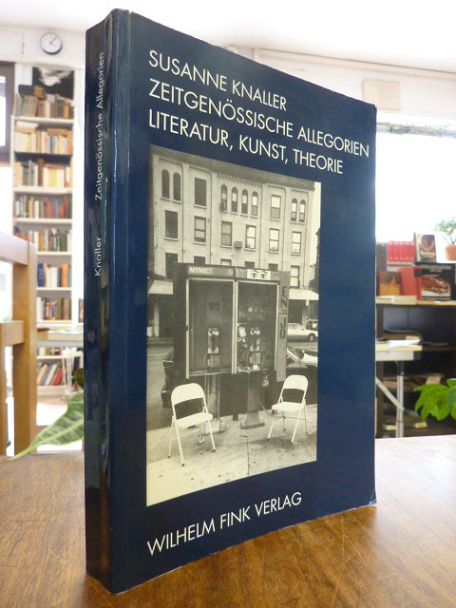 SUSANNE KNALLER
ZEITGENÖSSISCHE ALLEGORIEN
LITERATUR, KUNST, THEORIE
NYNEX
WILHELM FINK VERLAG
Knaller Zeitgenössische Allegorien